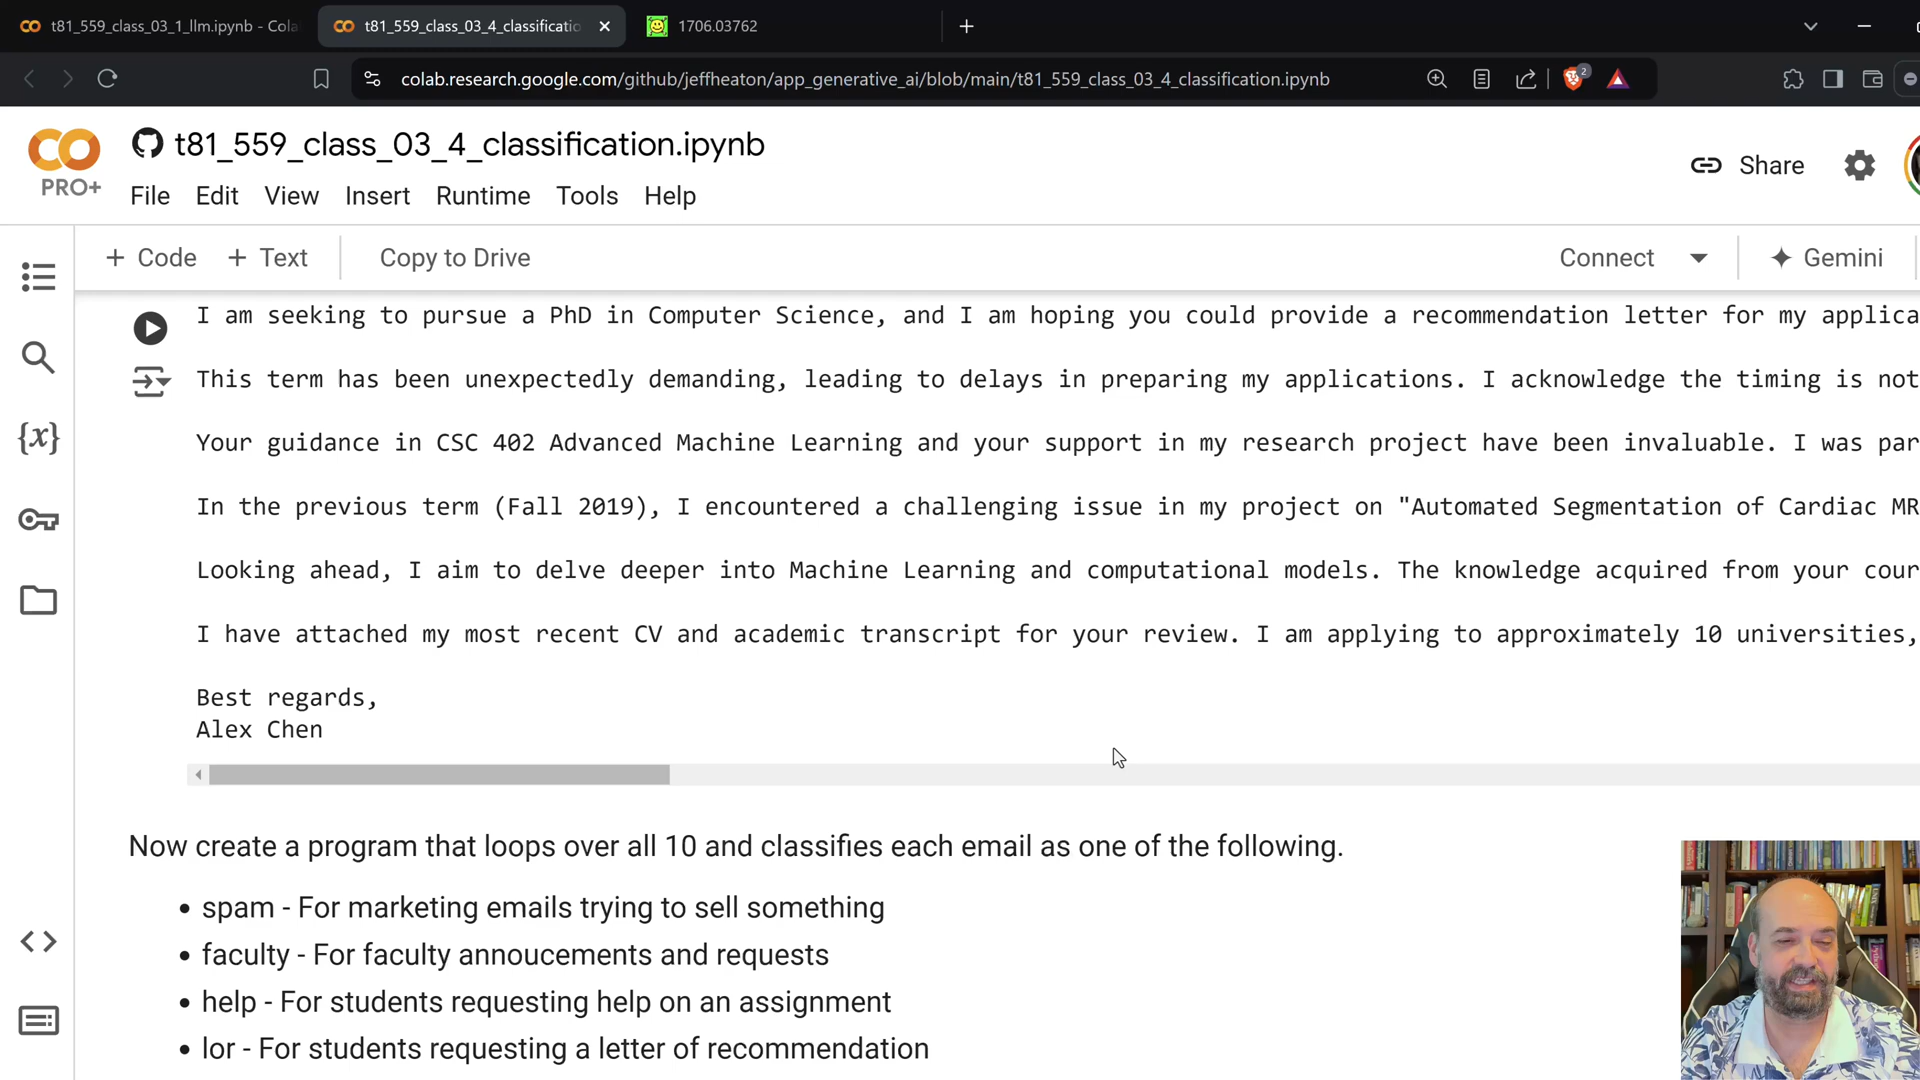 t81_559_class_03_1_llm.ipynb - Cola
t81_559_class_03_4_classificatio
1706.03762
colab.research.google.com/github/jeffheaton/app_generative_ai/blob/main/t81_559_class_03_4_classification.ipynb
2
PRO+
t81_559_class_03_4_classification.ipynb
File Edit View Insert Runtime Tools Help
Share
+ Code + Text Copy to Drive Connect Gemini
{x}
I am seeking to pursue a PhD in Computer Science, and I am hoping you could provide a recommendation letter for my applica
This term has been unexpectedly demanding, leading to delays in preparing my applications. I acknowledge the timing is not
Your guidance in CSC 402 Advanced Machine Learning and your support in my research project have been invaluable. I was par
In the previous term (Fall 2019), I encountered a challenging issue in my project on "Automated Segmentation of Cardiac MR
Looking ahead, I aim to delve deeper into Machine Learning and computational models. The knowledge acquired from your cour
I have attached my most recent CV and academic transcript for your review. I am applying to approximately 10 universities,
Best regards,
Alex Chen
Now create a program that loops over all 10 and classifies each email as one of the following.
• spam - For marketing emails trying to sell something
• faculty - For faculty annoucements and requests
• help - For students requesting help on an assignment
• lor - For students requesting a letter of recommendation